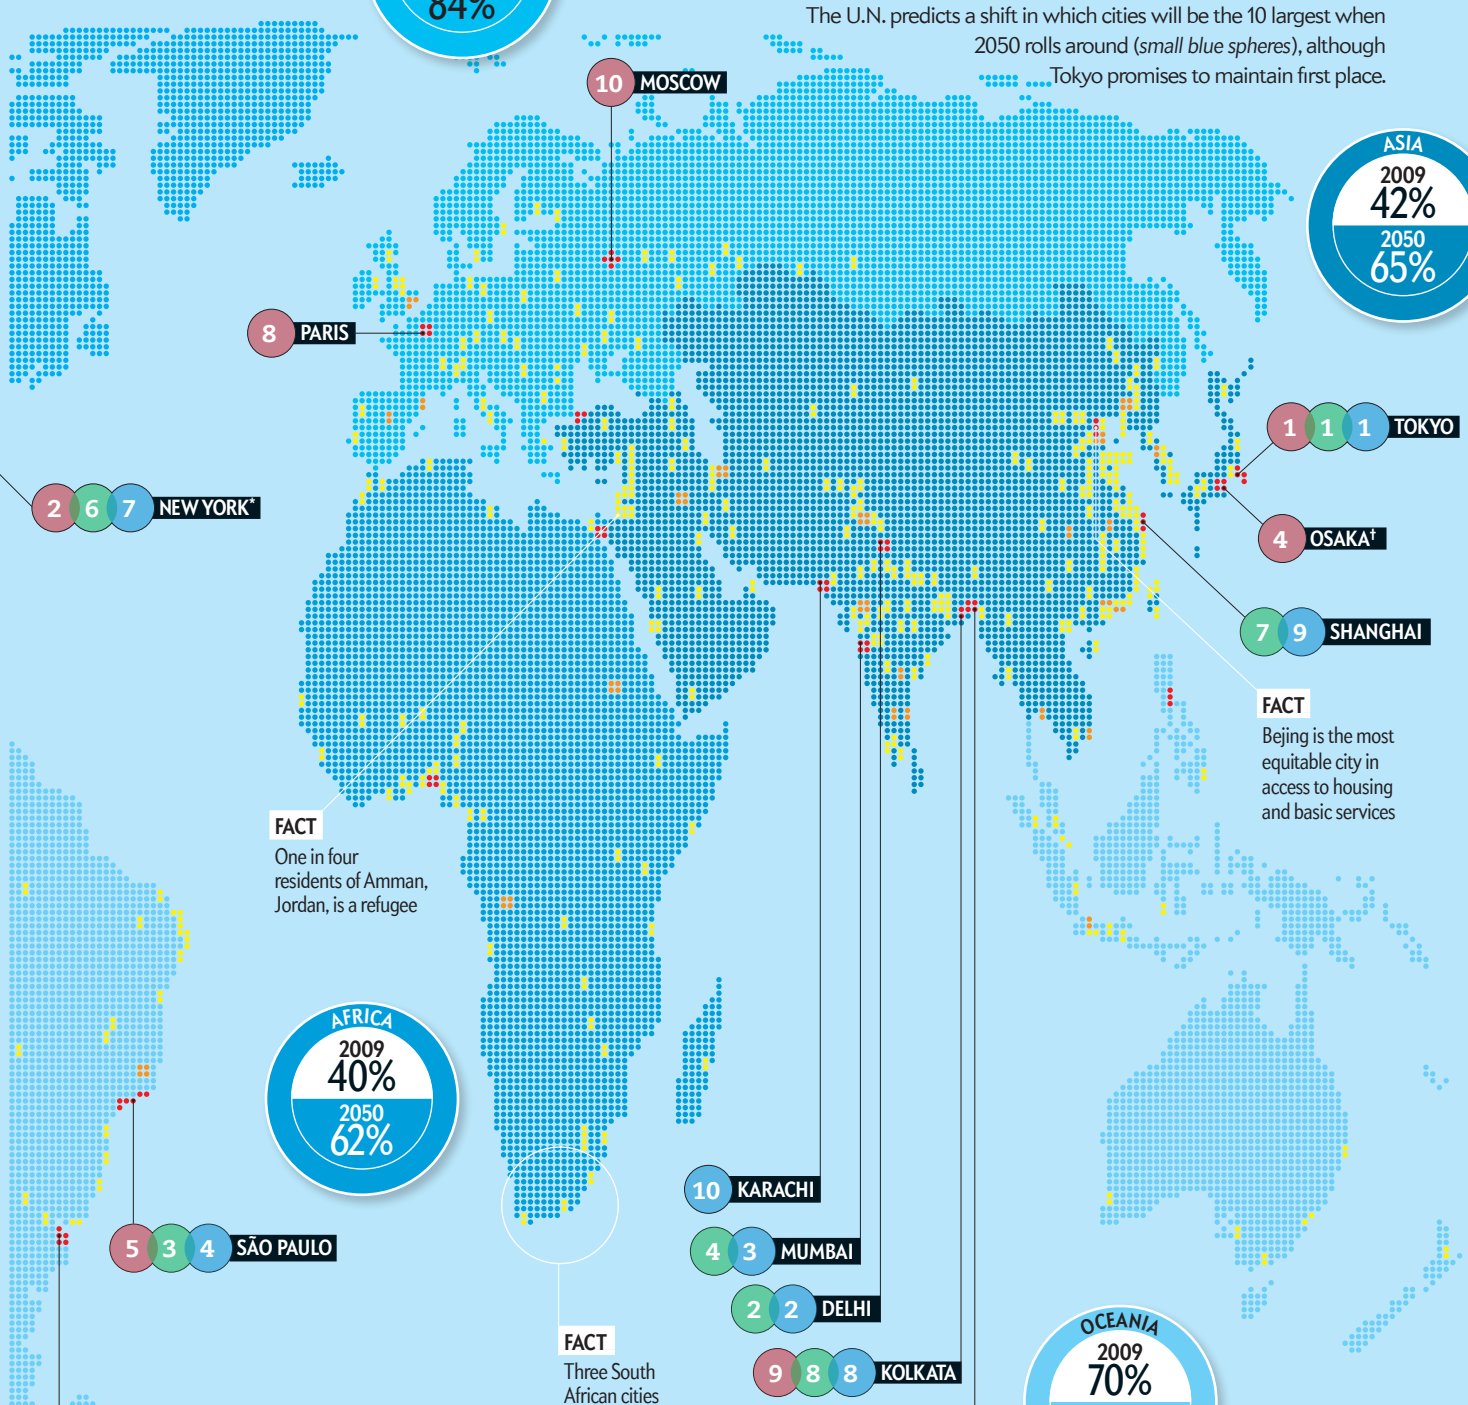 84%
The U.N. predicts a shift in which cities will be the 10 largest when
2050 rolls around (small blue spheres), although
Tokyo promises to maintain first place.
10 MOSCOW
ASIA
2009
42%
2050
65%
8 PARIS
1 1 1 TOKYO
2 6 7 NEW YORK*
4 OSAKA†
7 9 SHANGHAI
FACT
Bejing is the most
equitable city in
access to housing
and basic services
FACT
One in four
residents of Amman,
Jordan, is a refugee
AFRICA
2009
40%
2050
62%
10 KARACHI
5 3 4 SÃO PAULO
4 3 MUMBAI
2 2 DELHI
FACT
Three South
African cities
9 8 8 KOLKATA
OCEANIA
2009
70%